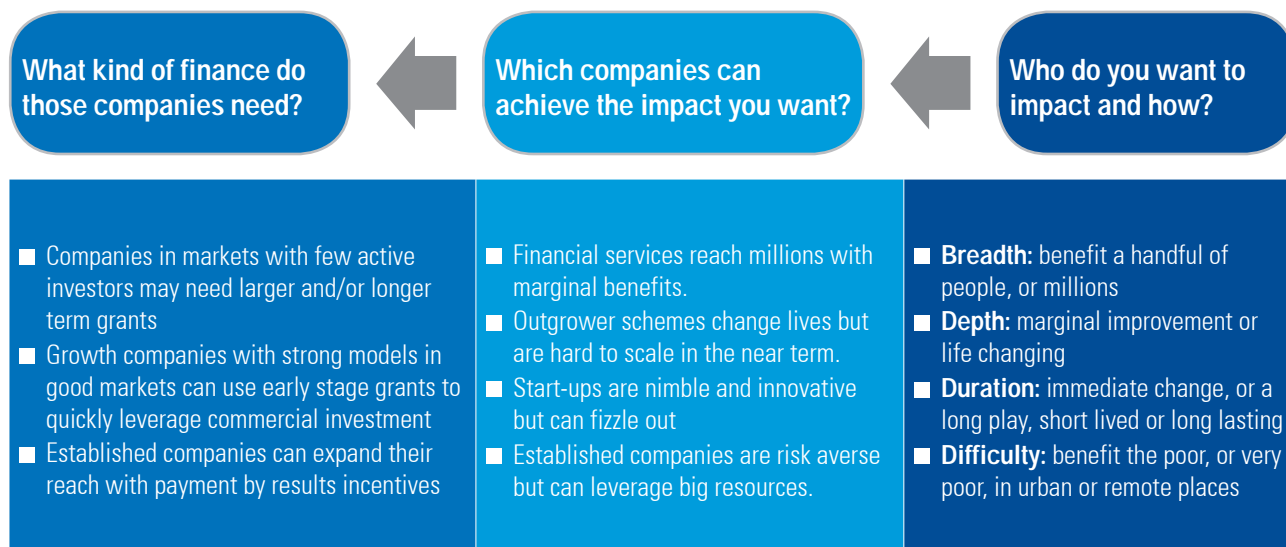 What kind of finance do
those companies need?
Which companies can
achieve the impact you want?
Who do you want to
impact and how?
Companies in markets with few active
investors may need larger and/or longer
term grants
Growth companies with strong models in
good markets can use early stage grants to
quickly leverage commercial investment
Established companies can expand their
reach with payment by results incentives
Financial services reach millions with
marginal benefits.
Outgrower schemes change lives but
are hard to scale in the near term.
Start-ups are nimble and innovative
but can fizzle out
Established companies are risk averse
but can leverage big resources.
Breadth: benefit a handful of
people, or millions
Depth: marginal improvement or
life changing
Duration: immediate change, or a
long play, short lived or long lasting
Difficulty: benefit the poor, or very
poor, in urban or remote places